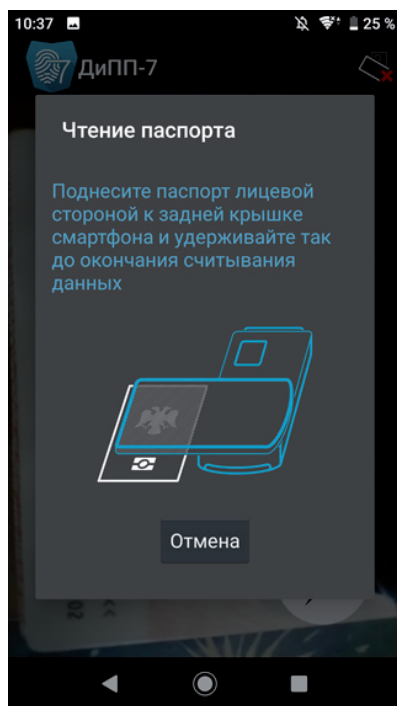 10:37
25 %
ДиПП-7
Чтение паспорта
Поднесите паспорт лицевой
стороной к задней крышке
смартфона и удерживайте так
до окончания считывания
данных
Отмена
02 <<